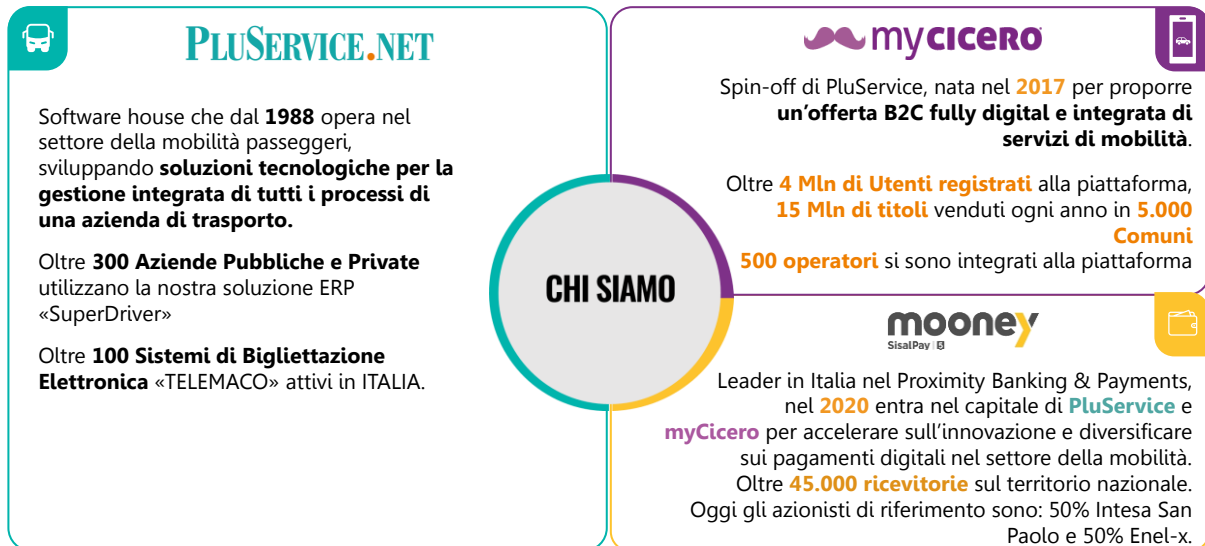 PLUSERVICE.NET
Software house che dal 1988 opera nel
settore della mobilità passeggeri,
sviluppando soluzioni tecnologiche per la
gestione integrata di tutti i processi di
una azienda di trasporto.
Oltre 300 Aziende Pubbliche e Private
utilizzano la nostra soluzione ERP
«SuperDriver»
Oltre 100 Sistemi di Bigliettazione
Elettronica «TELEMACO» attivi in ITALIA.
CHI SIAMO
mycicero
Spin-off di PluService, nata nel 2017 per proporre
un’offerta B2C fully digital e integrata di
servizi di mobilità.
Oltre 4 Mln di Utenti registrati alla piattaforma,
15 Mln di titoli venduti ogni anno in 5.000
Comuni
500 operatori si sono integrati alla piattaforma
mooney
SisalPay | 5
Leader in Italia nel Proximity Banking & Payments,
nel 2020 entra nel capitale di PluService e
myCicero per accelerare sull’innovazione e diversificare
sui pagamenti digitali nel settore della mobilità.
Oltre 45.000 ricevitorie sul territorio nazionale.
Oggi gli azionisti di riferimento sono: 50% Intesa San
Paolo e 50% Enel-x.